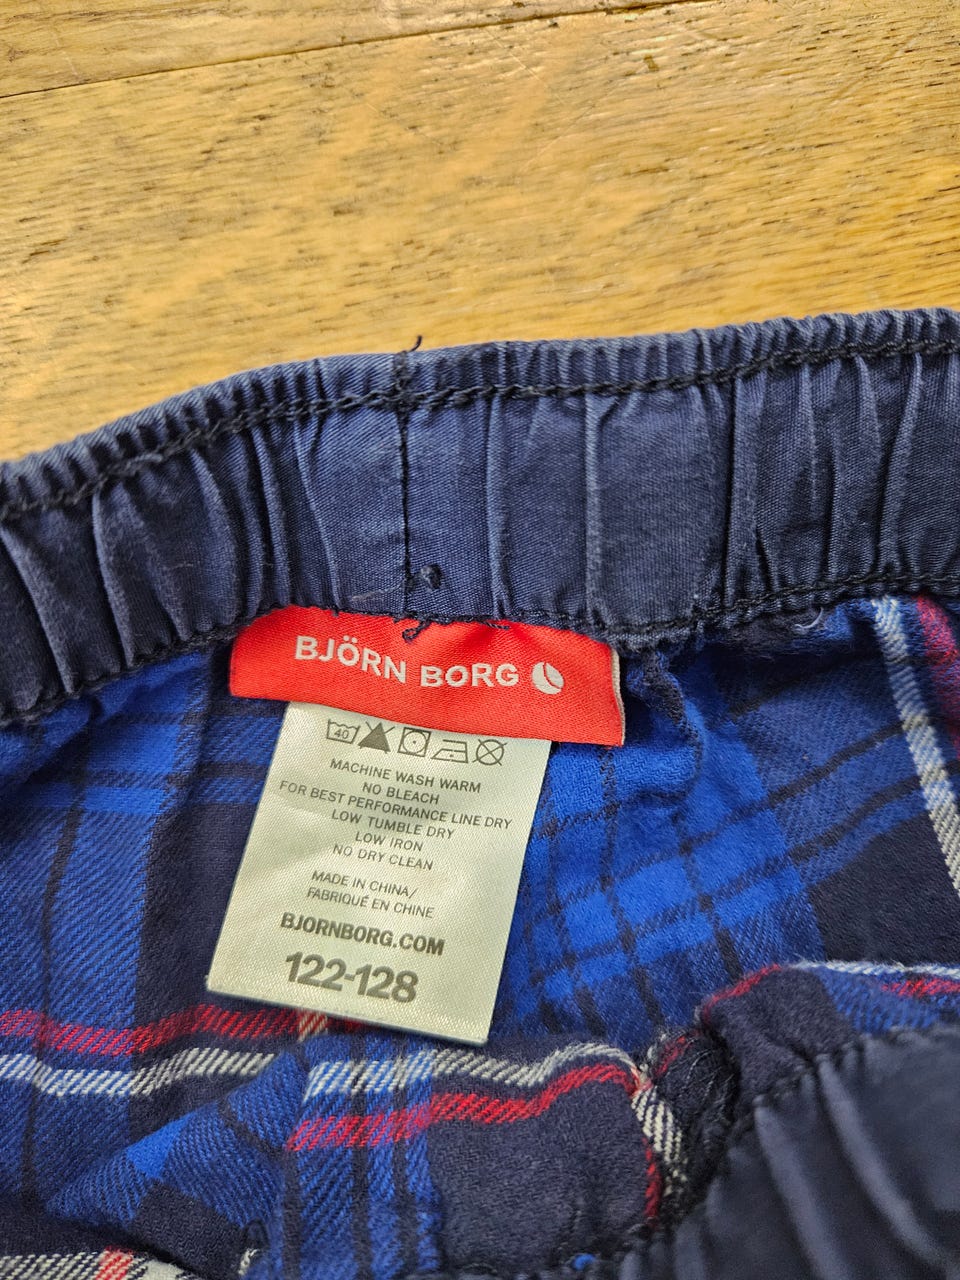 BJÖRN BORG
40
MACHINE WASH WARM
NO BLEACH
FOR BEST PERFORMANCE LINE DRY
LOW TUMBLE DRY
LOW IRON
NO DRY CLEAN
MADE IN CHINA/
FABRIQUÉ EN CHINE
BJORNBORG.COM
122-128